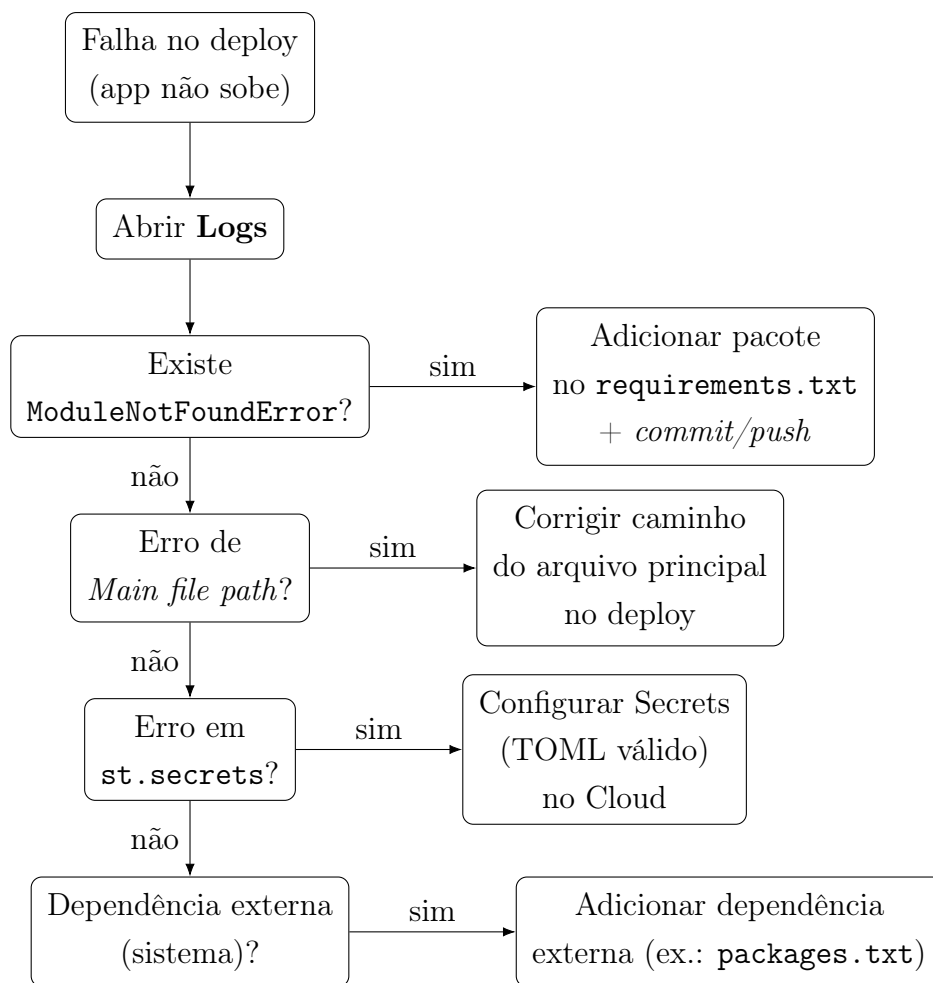 Falha no deploy
(app não sobe)
Abrir Logs
Existe
ModuleNotFoundError?
sim
Adicionar pacote
no requirements.txt
+ commit/push
não
Erro de
Main file path?
sim
Corrigir caminho
do arquivo principal
no deploy
não
Erro em
st.secrets?
sim
Configurar Secrets
(TOML válido)
no Cloud
não
Dependência externa
(sistema)?
sim
Adicionar dependência
externa (ex.: packages.txt)